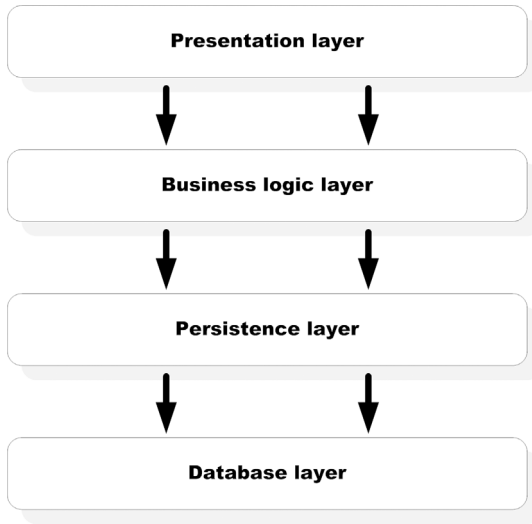 Presentation layer
Business logic layer
Persistence layer
Database layer